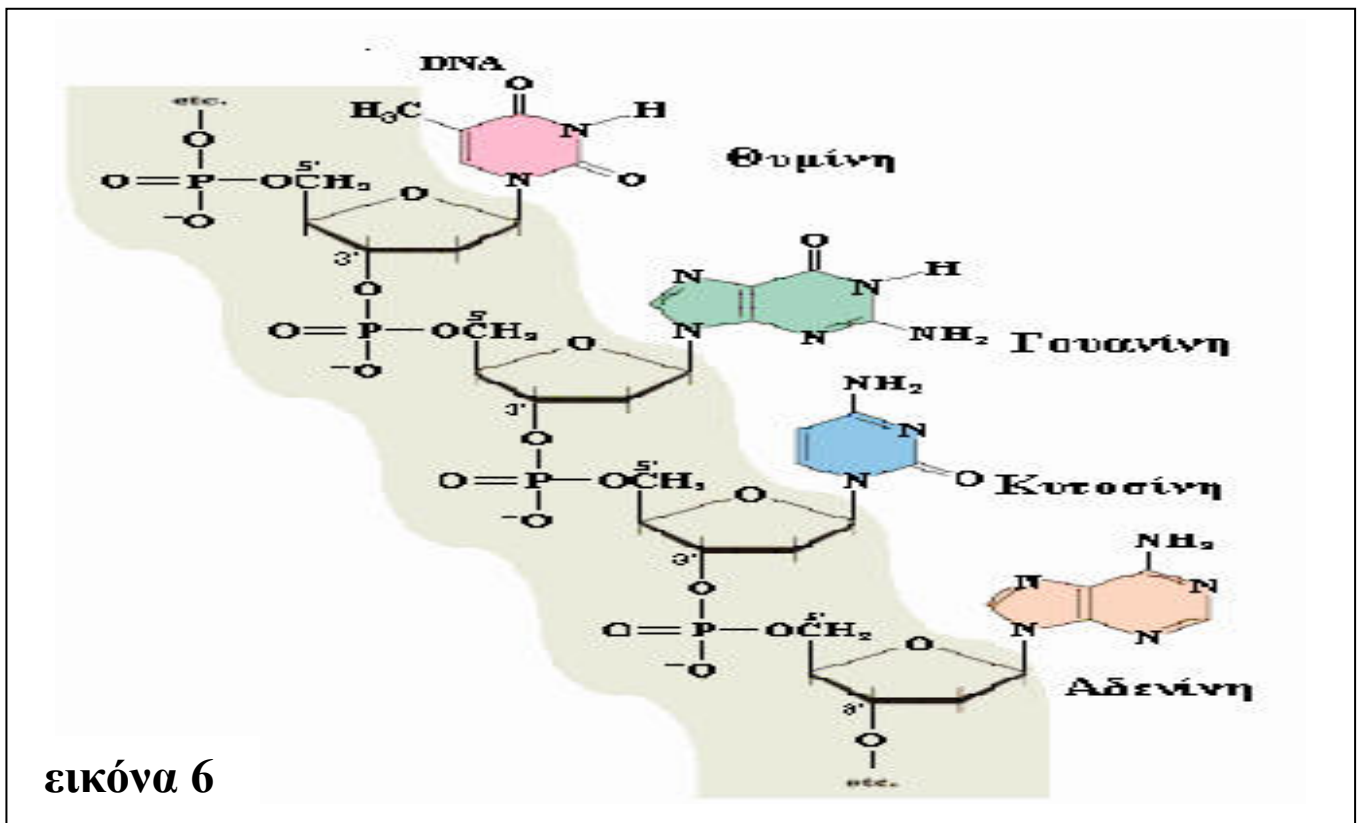 DNA
etc.
O
H₃C
N
H
O
5'
O=P—OCH₂
O
N
O
Θυμίνη
⁻O
3'
O
O
N
N
H
5'
O=P—OCH₂
O
N
N
NH₂
Γουανίνη
⁻O
3'
NH₂
O
N
5'
O=P—OCH₂
O
N
O
Κυτοσίνη
⁻O
3'
NH₂
O
N
N
5'
O=P—OCH₂
O
N
N
⁻O
Αδενίνη
3'
O
etc.
εικόνα 6